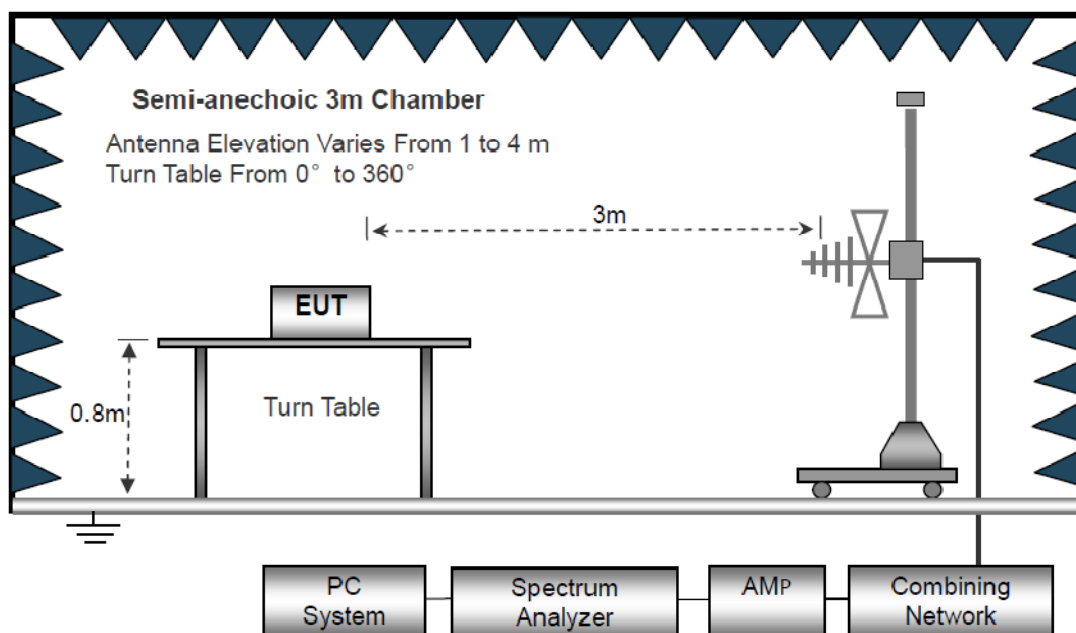 Semi-anechoic 3m Chamber
Antenna Elevation Varies From 1 to 4 m
Turn Table From 0° to 360°
3m
EUT
0.8m
Turn Table
PC
System
Spectrum
Analyzer
AMP
Combining
Network